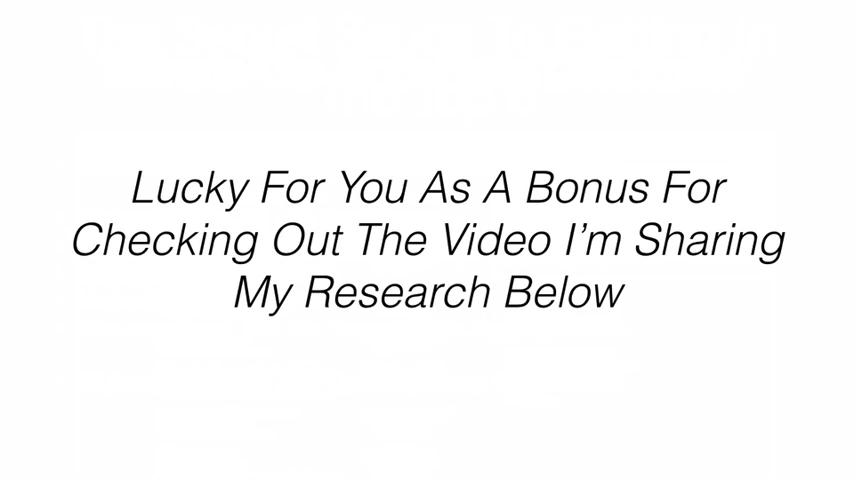 Lucky For You As A Bonus For
Checking Out The Video I'm Sharing
My Research Below